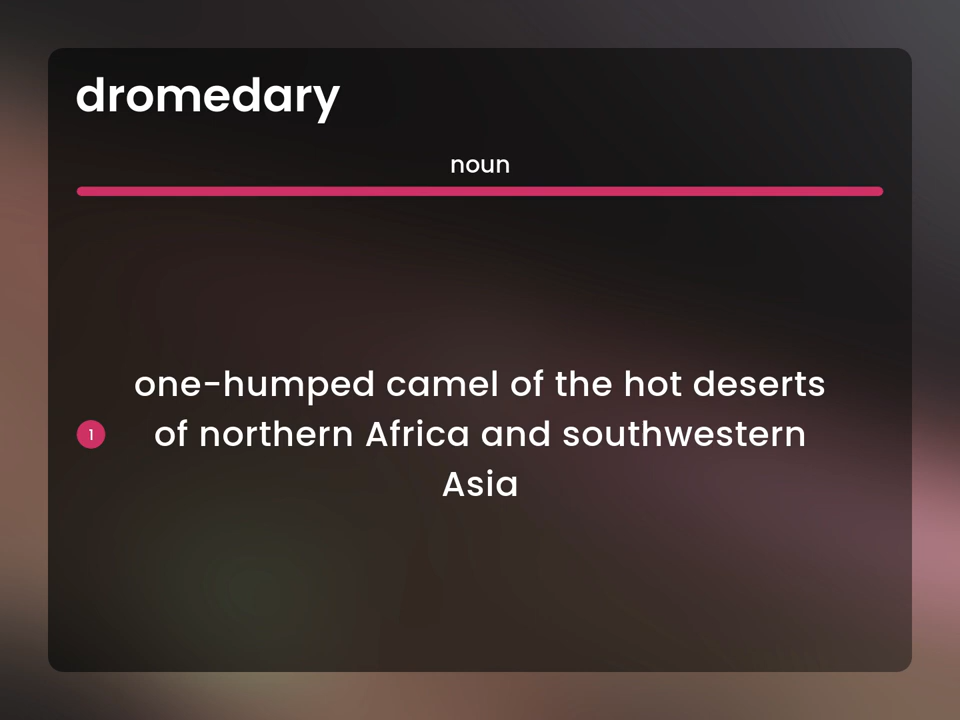 dromedary
noun
one-humped camel of the hot deserts
1 of northern Africa and southwestern
Asia